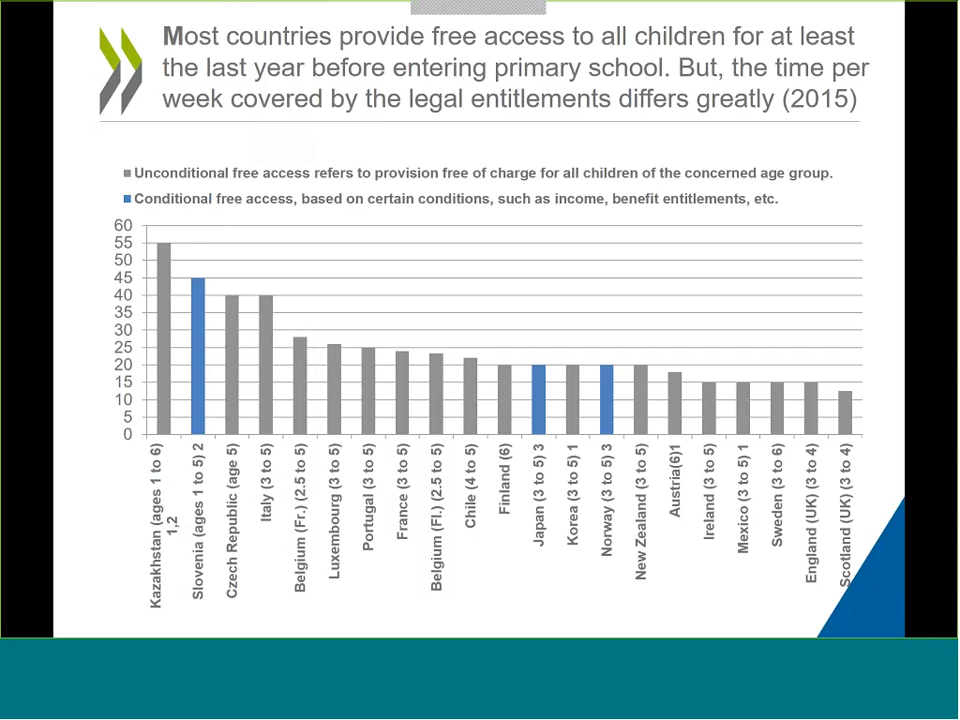 Most countries provide free access to all children for at least
the last year before entering primary school. But, the time per
week covered by the legal entitlements differs greatly (2015)
Unconditional free access refers to provision free of charge for all children of the concerned age group.
Conditional free access, based on certain conditions, such as income, benefit entitlements, etc.
60
55
50
45
40
35
30
25
20
15
10
5
0
Kazakhstan (ages 1 to 6)
1,2
Slovenia (ages 1 to 5) 2
Czech Republic (age 5)
Italy (3 to 5)
Belgium (Fr.) (2.5 to 5)
Luxembourg (3 to 5)
Portugal (3 to 5)
France (3 to 5)
Belgium (Fl.) (2.5 to 5)
Chile (4 to 5)
Finland (6)
Japan (3 to 5) 3
Korea (3 to 5) 1
Norway (3 to 5) 3
New Zealand (3 to 5)
Austria(6)1
Ireland (3 to 5)
Mexico (3 to 5) 1
Sweden (3 to 6)
England (UK) (3 to 4)
Scotland (UK) (3 to 4)